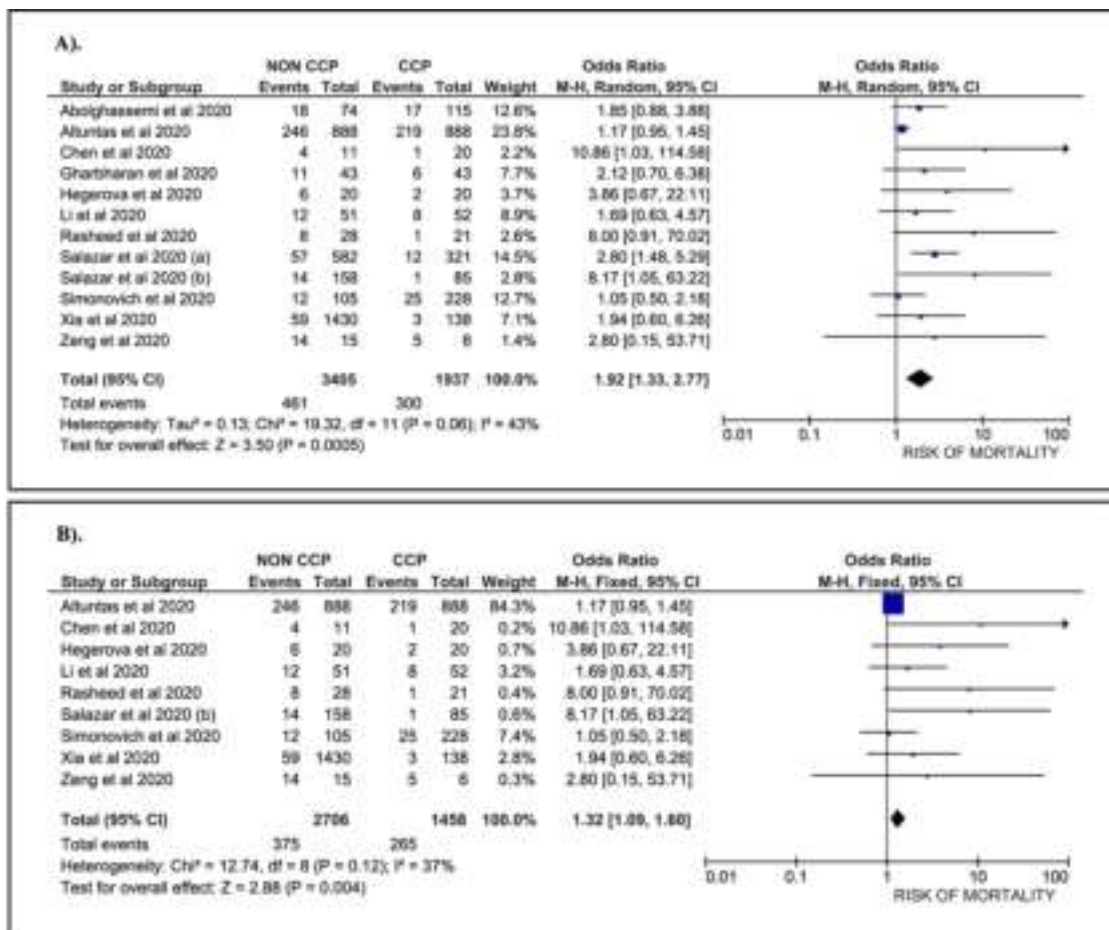 A).
NON CCP CCP Odds Ratio Odds Ratio
Study or Subgroup Events Total Events Total Weight M-H, Random, 95% CI M-H, Random, 95% CI
Abolghassemi et al 2020 18 74 17 115 12.6% 1.85 [0.88, 3.88]
Altuntas et al 2020 246 888 219 888 23.8% 1.17 [0.95, 1.45]
Chen et al 2020 4 11 1 20 2.2% 10.86 [1.03, 114.58]
Gharbharan et al 2020 11 43 6 43 7.7% 2.12 [0.70, 6.38]
Hegerova et al 2020 6 20 2 20 3.7% 3.86 [0.67, 22.11]
Li et al 2020 12 51 8 52 8.9% 1.69 [0.63, 4.57]
Rasheed et al 2020 8 28 1 21 2.6% 8.00 [0.91, 70.02]
Salazar et al 2020 (a) 57 582 12 321 14.5% 2.80 [1.48, 5.29]
Salazar et al 2020 (b) 14 158 1 85 2.8% 8.17 [1.05, 63.22]
Simonovich et al 2020 12 105 25 228 12.7% 1.05 [0.50, 2.18]
Xia et al 2020 59 1430 3 138 7.1% 1.94 [0.60, 6.26]
Zeng et al 2020 14 15 5 6 1.4% 2.80 [0.15, 53.71]
Total (95% CI) 3405 1937 100.0% 1.92 [1.33, 2.77]
Total events 461 300
Heterogeneity: Tau² = 0.13; Chi² = 19.32, df = 11 (P = 0.06); I² = 43%
Test for overall effect: Z = 3.50 (P = 0.0005)
0.01 0.1 1 10 100
RISK OF MORTALITY
B).
NON CCP CCP Odds Ratio Odds Ratio
Study or Subgroup Events Total Events Total Weight M-H, Fixed, 95% CI M-H, Fixed, 95% CI
Altuntas et al 2020 246 888 219 888 84.3% 1.17 [0.95, 1.45]
Chen et al 2020 4 11 1 20 0.2% 10.86 [1.03, 114.58]
Hegerova et al 2020 6 20 2 20 0.7% 3.86 [0.67, 22.11]
Li et al 2020 12 51 8 52 3.2% 1.69 [0.63, 4.57]
Rasheed et al 2020 8 28 1 21 0.4% 8.00 [0.91, 70.02]
Salazar et al 2020 (b) 14 158 1 85 0.6% 8.17 [1.05, 63.22]
Simonovich et al 2020 12 105 25 228 7.4% 1.05 [0.50, 2.18]
Xia et al 2020 59 1430 3 138 2.8% 1.94 [0.60, 6.26]
Zeng et al 2020 14 15 5 6 0.3% 2.80 [0.15, 53.71]
Total (95% CI) 2706 1458 100.0% 1.32 [1.09, 1.60]
Total events 375 265
Heterogeneity: Chi² = 12.74, df = 8 (P = 0.12); I² = 37%
Test for overall effect: Z = 2.88 (P = 0.004)
0.01 0.1 1 10 100
RISK OF MORTALITY